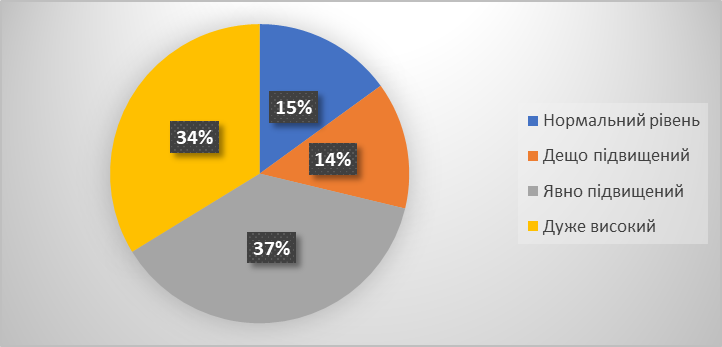 15%
14%
37%
34%
Нормальний рівень
Дещо підвищений
Явно підвищений
Дуже високий